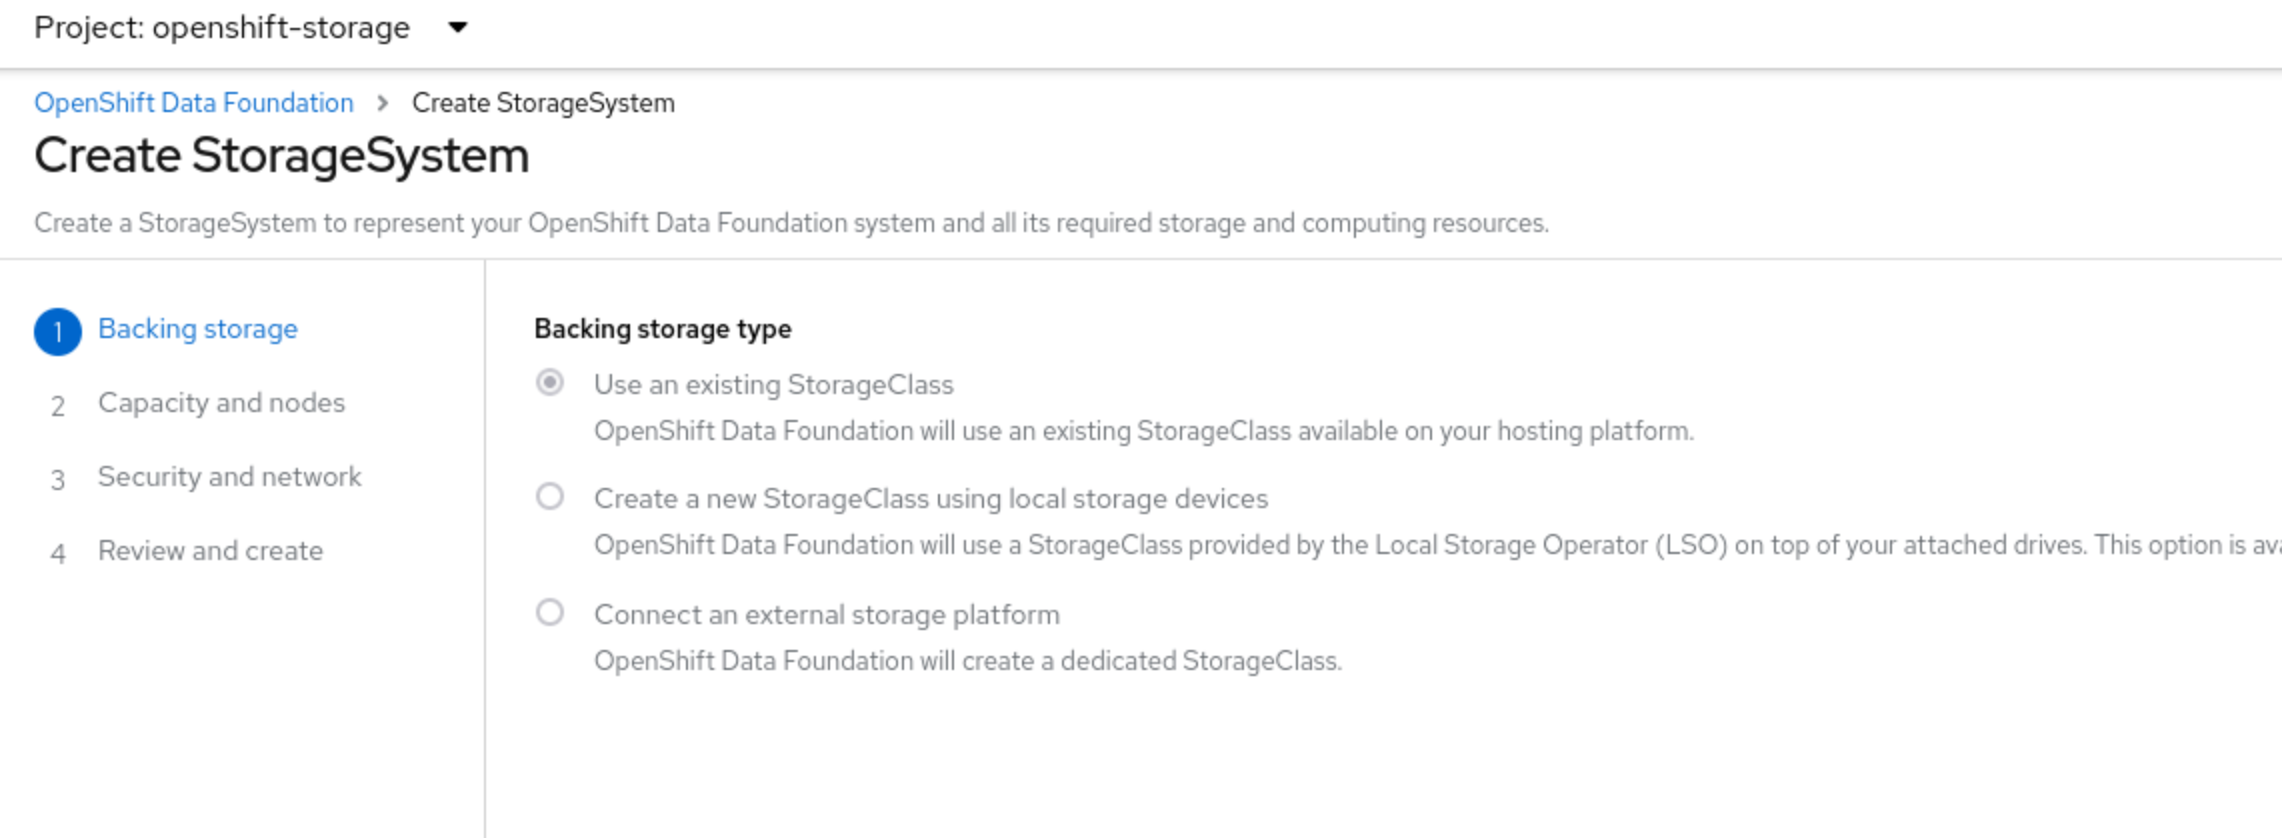 Project: openshift-storage
OpenShift Data Foundation > Create StorageSystem
Create StorageSystem
Create a StorageSystem to represent your OpenShift Data Foundation system and all its required storage and computing resources.
1 Backing storage
2 Capacity and nodes
3 Security and network
4 Review and create
Backing storage type
Use an existing StorageClass
OpenShift Data Foundation will use an existing StorageClass available on your hosting platform.
Create a new StorageClass using local storage devices
OpenShift Data Foundation will use a StorageClass provided by the Local Storage Operator (LSO) on top of your attached drives. This option is
Connect an external storage platform
OpenShift Data Foundation will create a dedicated StorageClass.